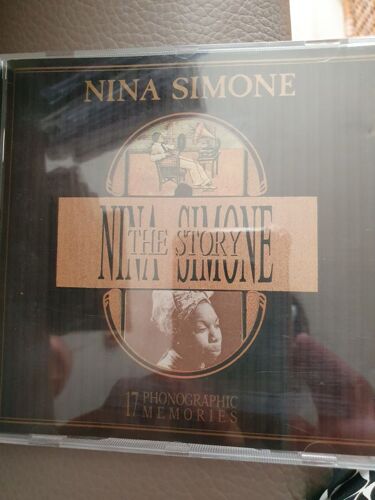 NINA SIMONE
THE STORY
NINA SIMONE
17 PHONOGRAPHIC
MEMORIES